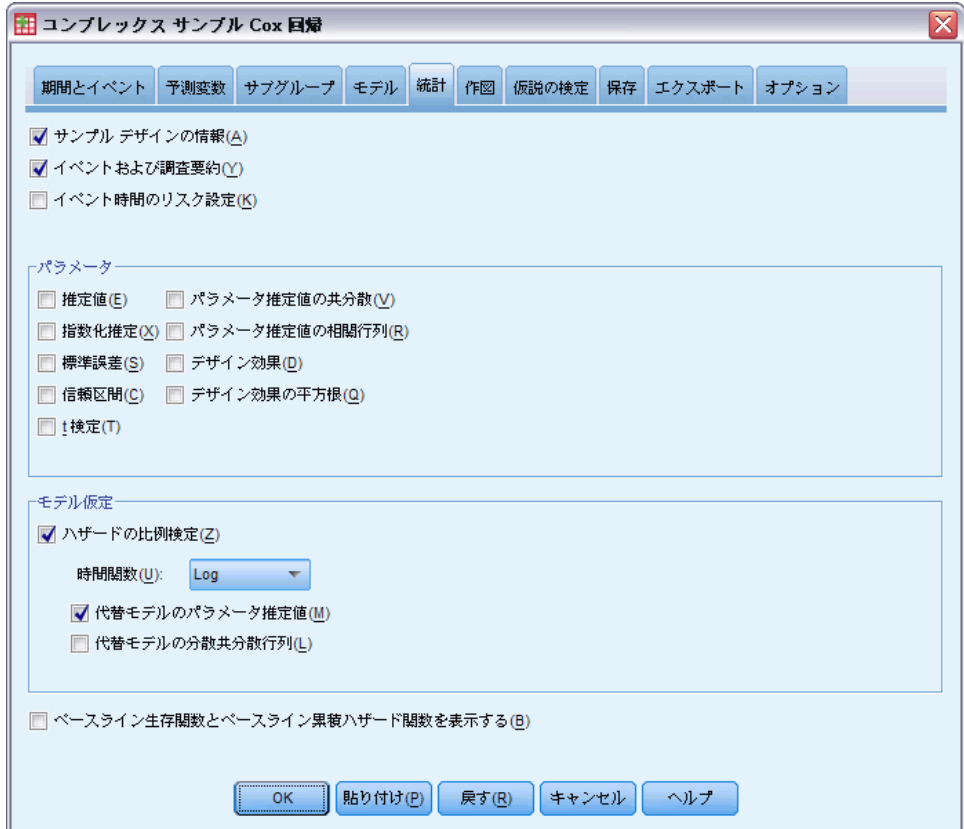 コンプレックス サンプル Cox 回帰
期間とイベント 予測変数 サブグループ モデル 統計 作図 仮説の検定 保存 エクスポート オプション
サンプル デザインの情報(A)
イベントおよび調査要約(Y)
イベント時間のリスク設定(K)
パラメータ
推定値(E) パラメータ推定値の共分散(V)
指数化推定(X) パラメータ推定値の相関行列(R)
標準誤差(S) デザイン効果(D)
信頼区間(C) デザイン効果の平方根(Q)
t検定(T)
モデル仮定
ハザードの比例検定(Z)
時間関数(U): Log
代替モデルのパラメータ推定値(M)
代替モデルの分散共分散行列(L)
ベースライン生存関数とベースライン累積ハザード関数を表示する(B)
OK 貼り付け(P) 戻す(R) キャンセル ヘルプ